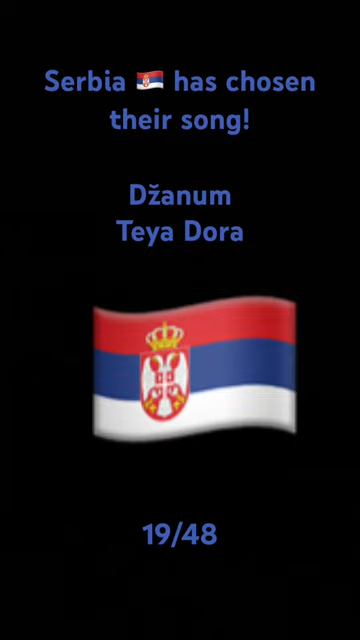 Serbia 🇷🇸 has chosen
their song!
Džanum
Teya Dora
19/48